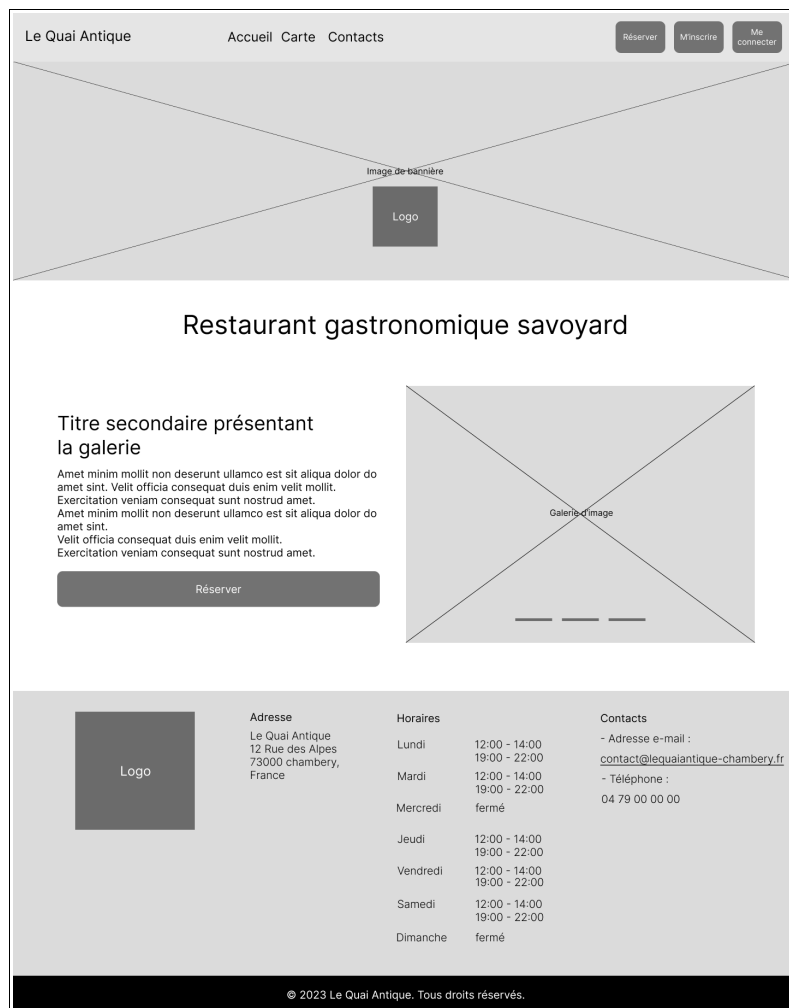 Le Quai Antique
Accueil Carte Contacts
Réserver
M'inscrire
Me
connecter
Image de bannière
Logo
Restaurant gastronomique savoyard
Titre secondaire présentant
la galerie
Amet minim mollit non deserunt ullamco est sit aliqua dolor do
amet sint. Velit officia consequat duis enim velit mollit.
Exercitation veniam consequat sunt nostrud amet.
Amet minim mollit non deserunt ullamco est sit aliqua dolor do
amet sint.
Velit officia consequat duis enim velit mollit.
Exercitation veniam consequat sunt nostrud amet.
Réserver
Galerie d'image
Logo
Adresse
Le Quai Antique
12 Rue des Alpes
73000 chambery,
France
Horaires
Lundi 12:00 - 14:00
19:00 - 22:00
Mardi 12:00 - 14:00
19:00 - 22:00
Mercredi fermé
Jeudi 12:00 - 14:00
19:00 - 22:00
Vendredi 12:00 - 14:00
19:00 - 22:00
Samedi 12:00 - 14:00
19:00 - 22:00
Dimanche fermé
Contacts
- Adresse e-mail :
contact@lequaiantique-chambery.fr
- Téléphone :
04 79 00 00 00
© 2023 Le Quai Antique. Tous droits réservés.